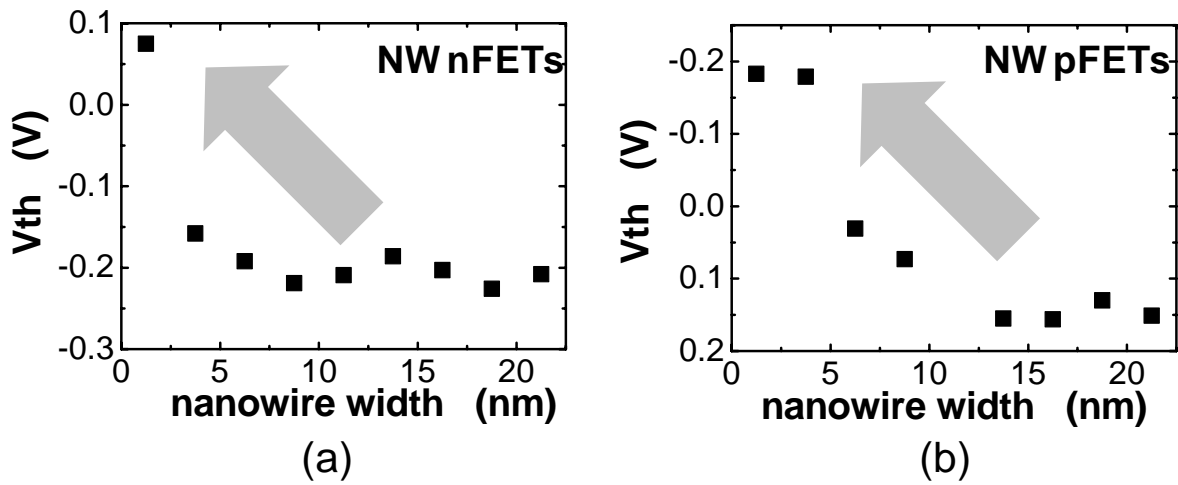 0.1
0.0
-0.1
-0.2
-0.3
Vth (V)
NW nFETs
0 5 10 15 20
nanowire width (nm)
(a)
-0.2
-0.1
0.0
0.1
0.2
Vth (V)
NW pFETs
0 5 10 15 20
nanowire width (nm)
(b)